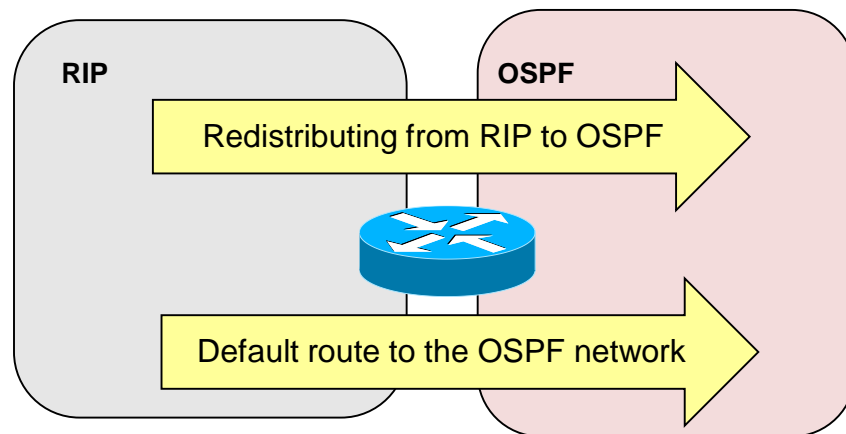 RIP
OSPF
Redistributing from RIP to OSPF
Default route to the OSPF network